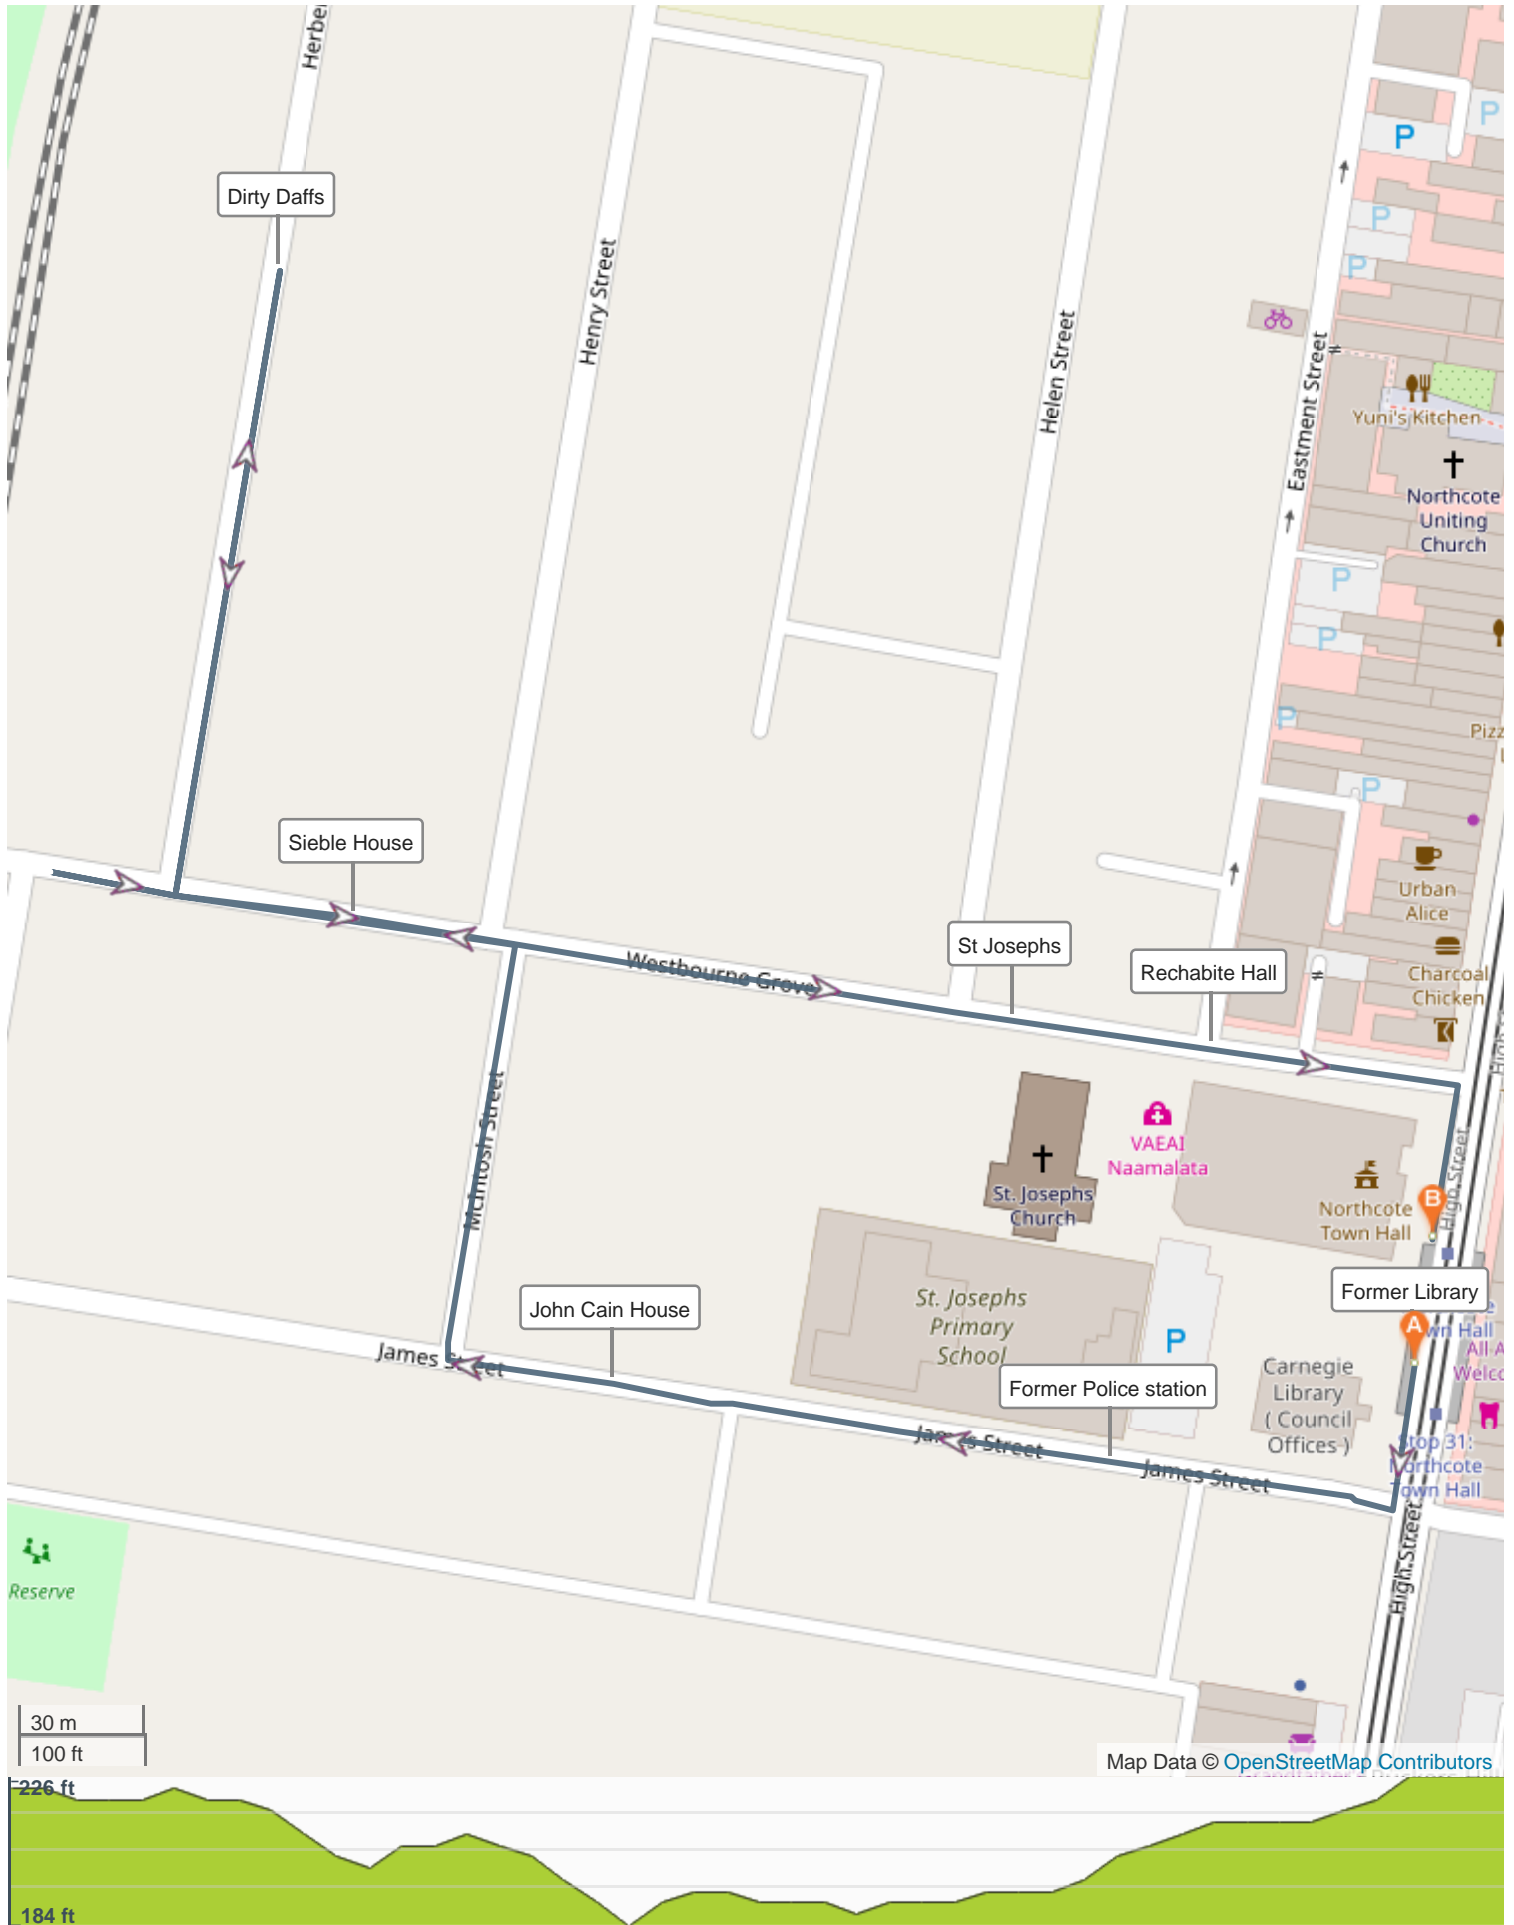 Dirty Daffs
Henry Street
Helen Street
Eastment Street
Yuni's Kitchen
Northcote
Uniting
Church
Sieble House
Urban
Alice
St Josephs
Rechabite Hall
Charcoal
Chicken
Westbourne Grove
McIntosh Street
VAEAI
Naamalata
St. Josephs
Church
Northcote
Town Hall
High Street
B
St. Josephs
Primary
School
P
John Cain House
Former Library
A
James Street
Former Police station
Carnegie
Library
( Council
Offices )
James Street
James Street
Stop 31:
Northcote
Town Hall
High Street
Reserve
30 m
100 ft
Map Data © OpenStreetMap Contributors
226 ft
184 ft